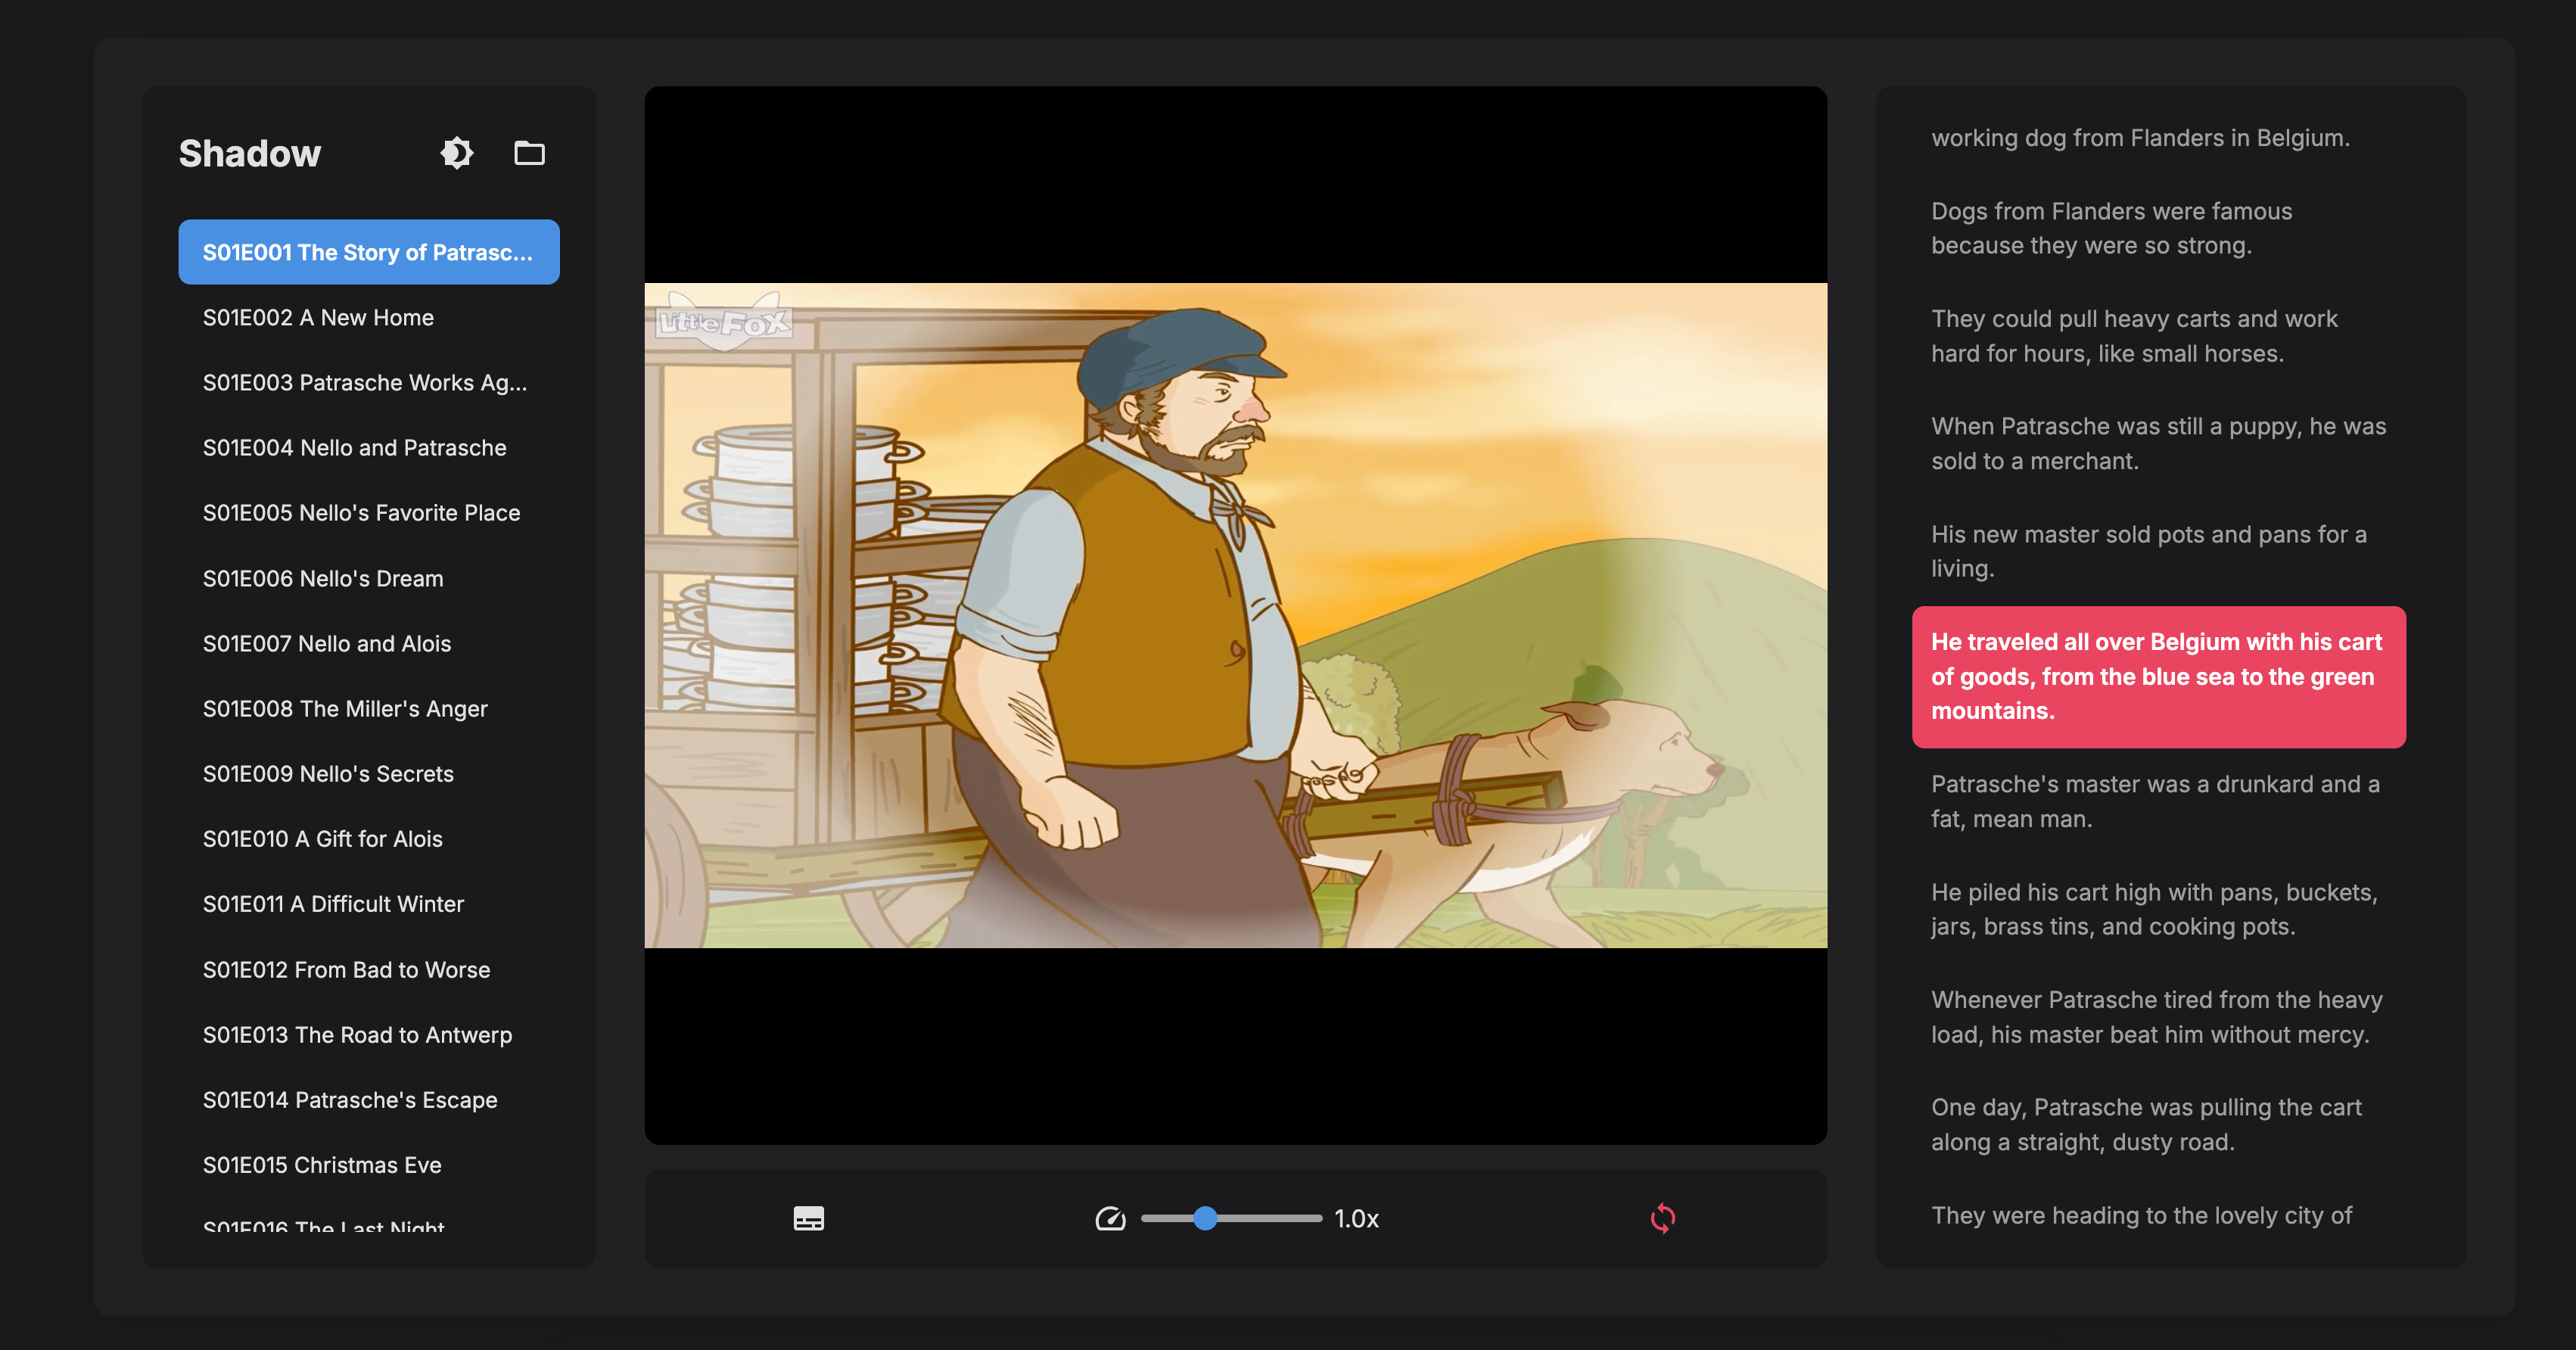 Shadow
S01E001 The Story of Patrasc...
S01E002 A New Home
S01E003 Patrasche Works Ag...
S01E004 Nello and Patrasche
S01E005 Nello's Favorite Place
S01E006 Nello's Dream
S01E007 Nello and Alois
S01E008 The Miller's Anger
S01E009 Nello's Secrets
S01E010 A Gift for Alois
S01E011 A Difficult Winter
S01E012 From Bad to Worse
S01E013 The Road to Antwerp
S01E014 Patrasche's Escape
S01E015 Christmas Eve
S01E016 The Last Night
Little Fox
1.0x
working dog from Flanders in Belgium.
Dogs from Flanders were famous
because they were so strong.
They could pull heavy carts and work
hard for hours, like small horses.
When Patrasche was still a puppy, he was
sold to a merchant.
His new master sold pots and pans for a
living.
He traveled all over Belgium with his cart
of goods, from the blue sea to the green
mountains.
Patrasche's master was a drunkard and a
fat, mean man.
He piled his cart high with pans, buckets,
jars, brass tins, and cooking pots.
Whenever Patrasche tired from the heavy
load, his master beat him without mercy.
One day, Patrasche was pulling the cart
along a straight, dusty road.
They were heading to the lovely city of